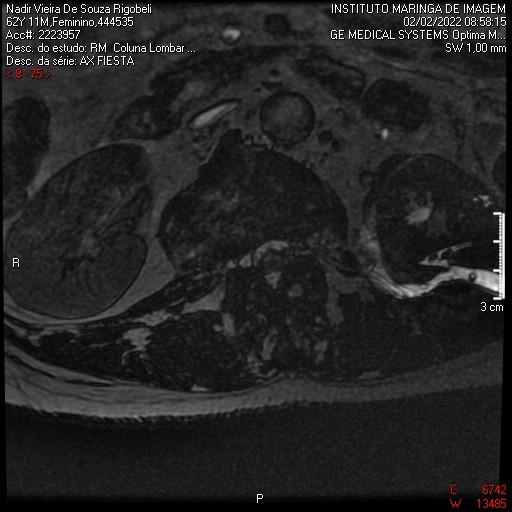 Nadir Vieira De Souza Rigobeli
62Y 11M,Feminino,444535
Acc#: 2223957
Desc. do estudo: RM  Coluna Lombar ...
Desc. da série: AX FIESTA
< 8 - 75 >
INSTITUTO MARINGA DE IMAGEM
02/02/2022 08:58:15
GE MEDICAL SYSTEMS Optima M...
SW 1,00 mm
R
3 cm
P
C 6742
W 13485